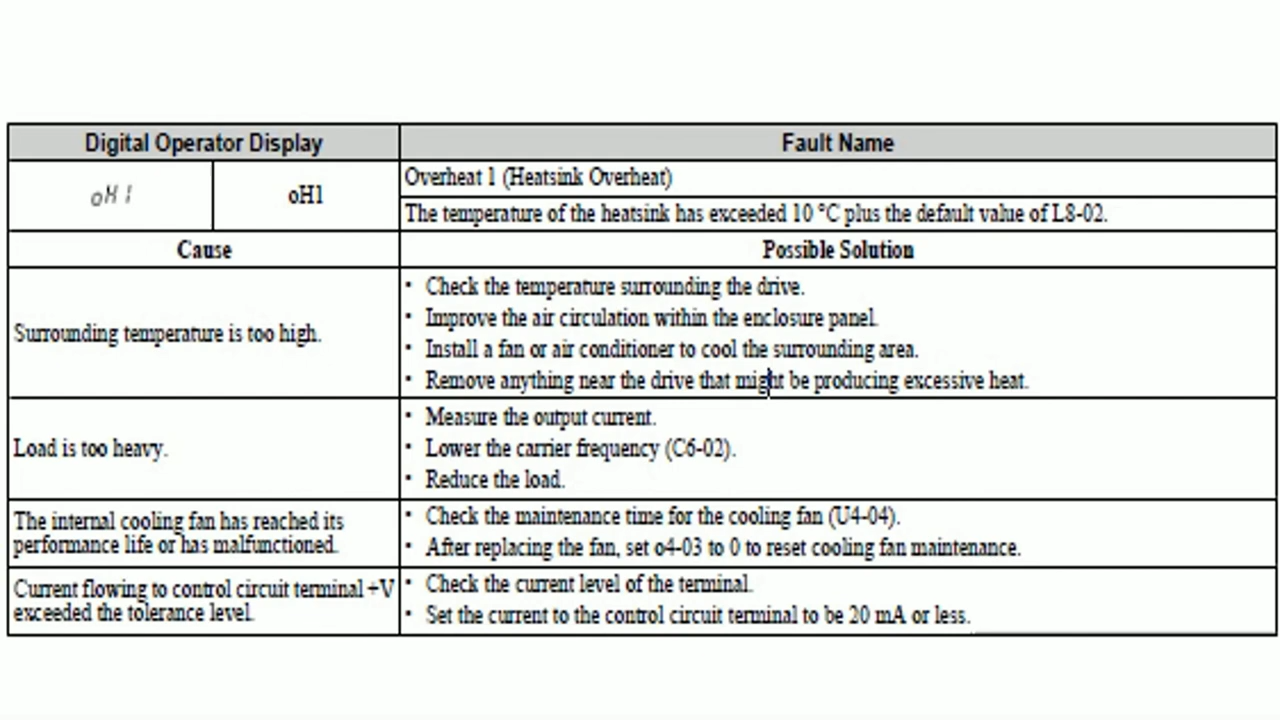 Digital Operator Display
Fault Name
oH1
oH1
Overheat 1 (Heatsink Overheat)
The temperature of the heatsink has exceeded 10 °C plus the default value of L8-02.
Cause
Possible Solution
Surrounding temperature is too high.
• Check the temperature surrounding the drive.
• Improve the air circulation within the enclosure panel.
• Install a fan or air conditioner to cool the surrounding area.
• Remove anything near the drive that might be producing excessive heat.
Load is too heavy.
• Measure the output current.
• Lower the carrier frequency (C6-02).
• Reduce the load.
The internal cooling fan has reached its
performance life or has malfunctioned.
• Check the maintenance time for the cooling fan (U4-04).
• After replacing the fan, set o4-03 to 0 to reset cooling fan maintenance.
Current flowing to control circuit terminal +V
exceeded the tolerance level.
• Check the current level of the terminal.
• Set the current to the control circuit terminal to be 20 mA or less.